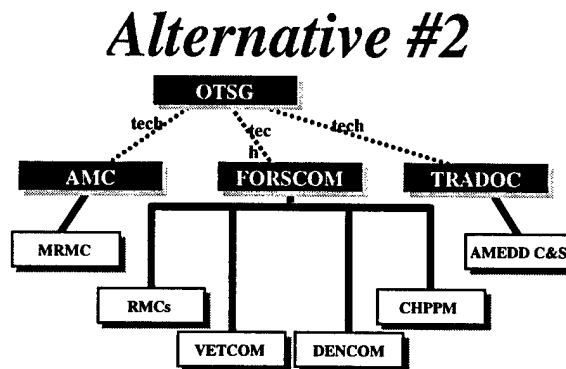 Alternative #2
OTSG
tech
tec
h
tech
AMC
FORSCOM
TRADOC
MRMC
AMEDD C&S
RMCs
CHPPM
VETCOM
DENCOM